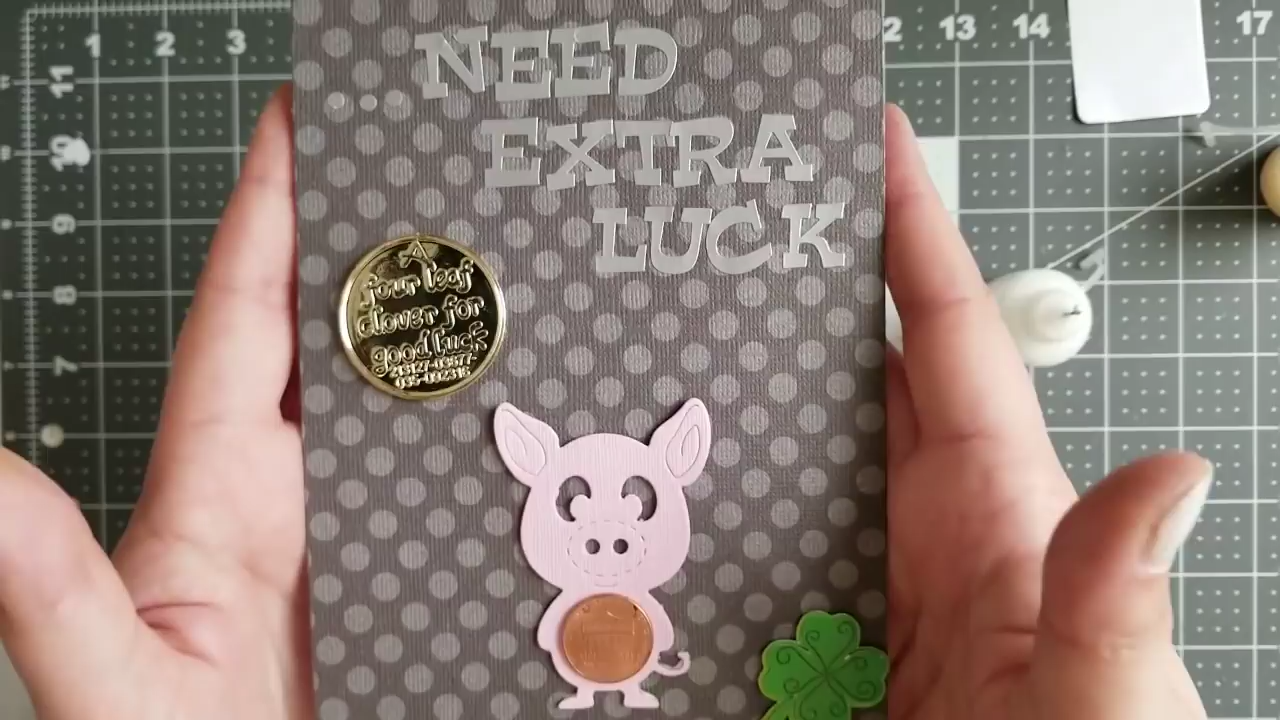 ... NEED
EXTRA
LUCK
A
four leaf
clover for
good luck
1 2 3
12 13 14 17
11
10
9
8
7